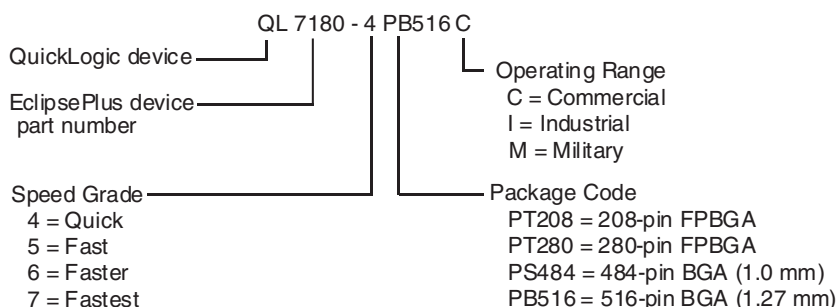 QL 7180 - 4 PB516 C
QuickLogic device
EclipsePlus device
part number
Speed Grade
4 = Quick
5 = Fast
6 = Faster
7 = Fastest
Operating Range
C = Commercial
I = Industrial
M = Military
Package Code
PT208 = 208-pin FPBGA
PT280 = 280-pin FPBGA
PS484 = 484-pin BGA (1.0 mm)
PB516 = 516-pin BGA (1.27 mm)